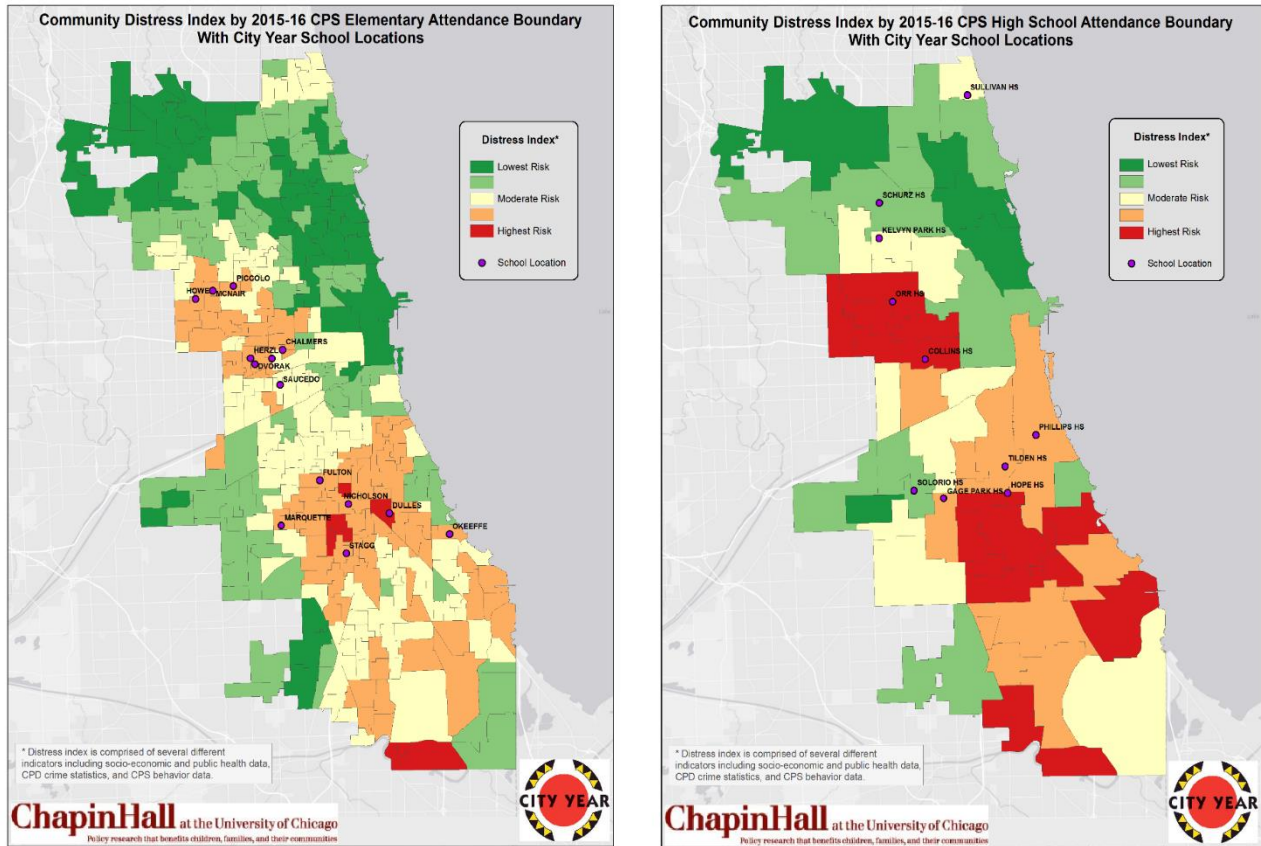 Community Distress Index by 2015-16 CPS Elementary Attendance Boundary
With City Year School Locations
Distress Index*
Lowest Risk
Moderate Risk
Highest Risk
School Location
PICCOLO
HOWE
MCNAIR
CHALMERS
HERZL
DVORAK
SAUCEDO
FULTON
NICHOLSON
DULLES
MARQUETTE
OKEEFFE
STAGG
* Distress index is comprised of several different
indicators including socio-economic and public health data,
CPD crime statistics, and CPS behavior data.
ChapinHall at the University of Chicago
Policy research that benefits children, families, and their communities
CITY YEAR
Community Distress Index by 2015-16 CPS High School Attendance Boundary
With City Year School Locations
SULLIVAN HS
Distress Index*
Lowest Risk
Moderate Risk
Highest Risk
School Location
SCHURZ HS
KELVYN PARK HS
ORR HS
COLLINS HS
PHILLIPS HS
TILDEN HS
SOLORIO HS
GAGE PARK HS
HOPE HS
* Distress index is comprised of several different
indicators including socio-economic and public health data,
CPD crime statistics, and CPS behavior data.
ChapinHall at the University of Chicago
Policy research that benefits children, families, and their communities
CITY YEAR